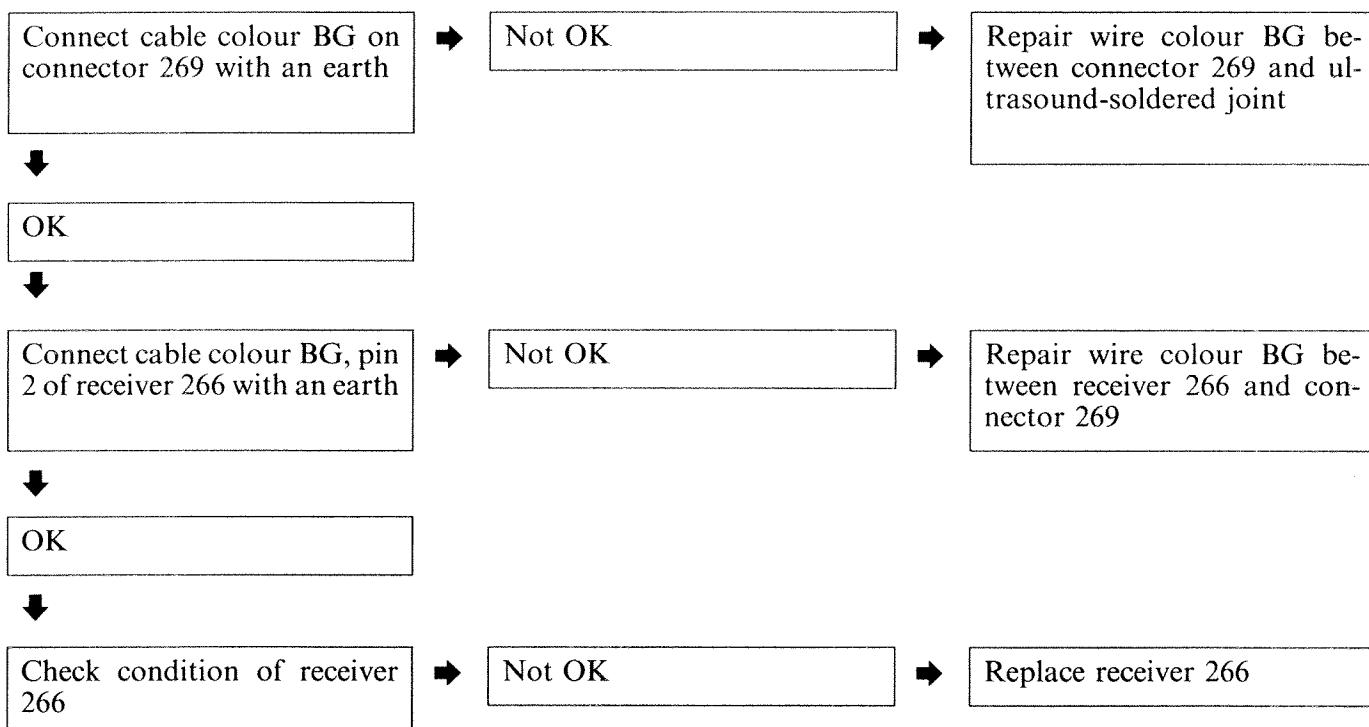 Connect cable colour BG on
connector 269 with an earth
Not OK
Repair wire colour BG be-
tween connector 269 and ul-
trasound-soldered joint
OK
Connect cable colour BG, pin
2 of receiver 266 with an earth
Not OK
Repair wire colour BG be-
tween receiver 266 and con-
nector 269
OK
Check condition of receiver
266
Not OK
Replace receiver 266